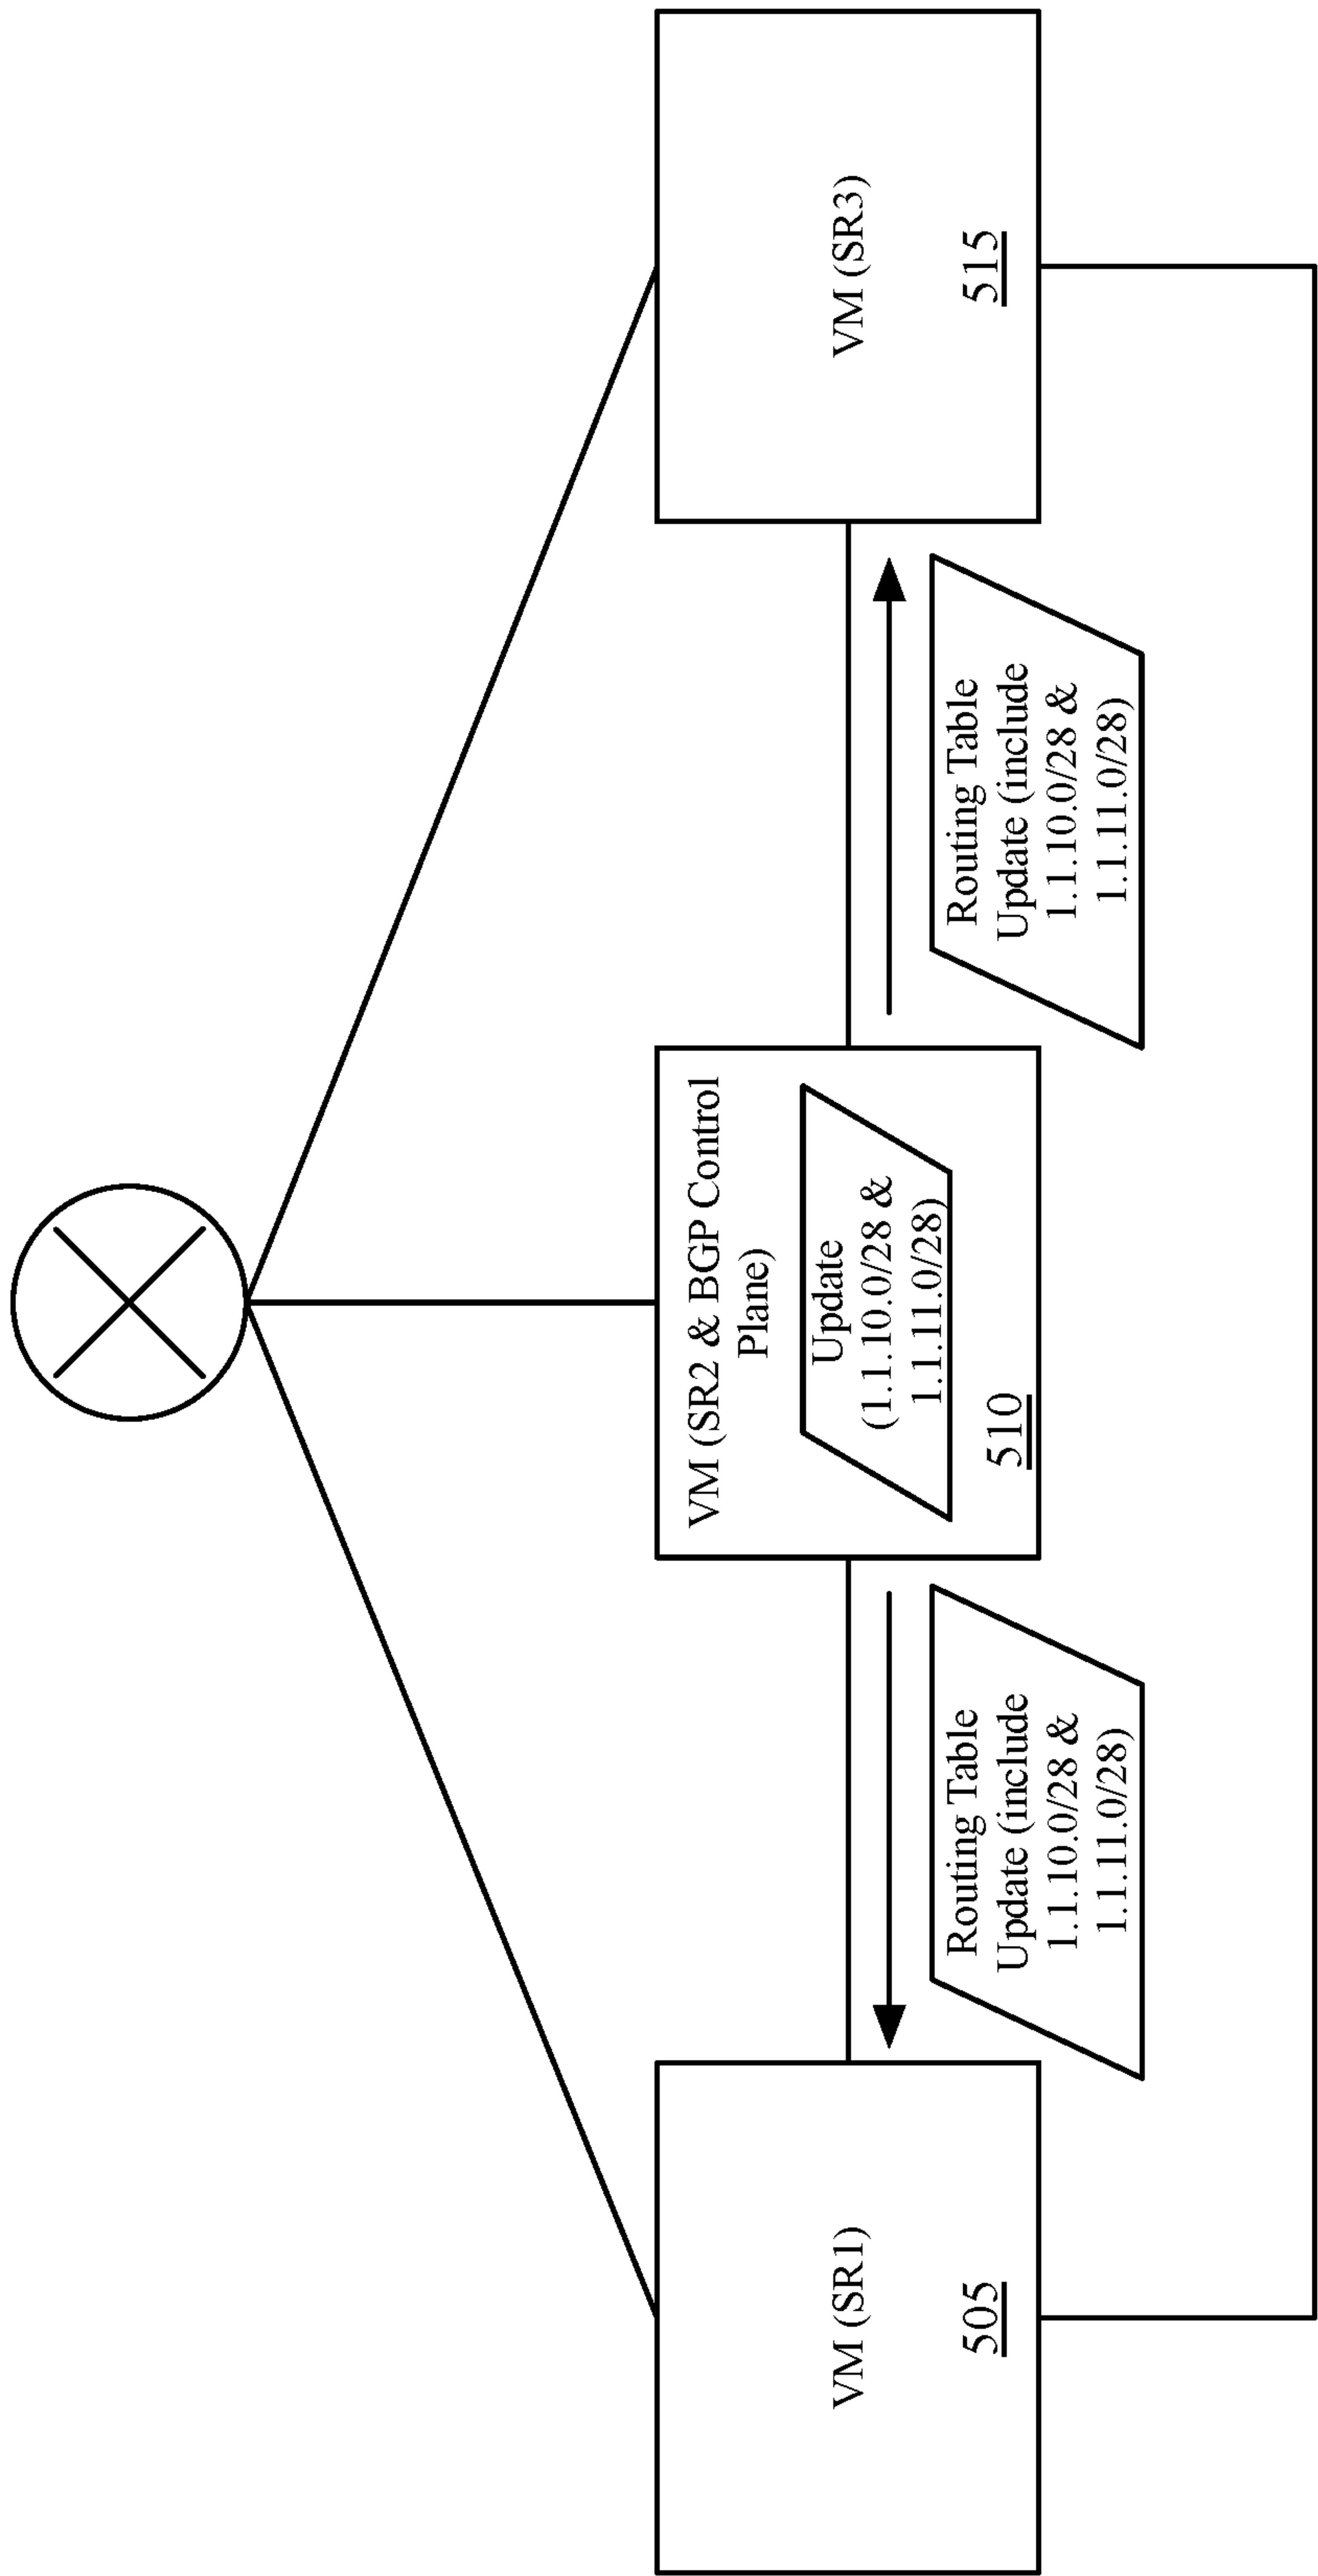 VM (SR1)
505
Routing Table
Update (include
1.1.10.0/28 &
1.1.11.0/28)
VM (SR2 & BGP Control
Plane)
Update
(1.1.10.0/28 &
1.1.11.0/28)
510
Routing Table
Update (include
1.1.10.0/28 &
1.1.11.0/28)
VM (SR3)
515